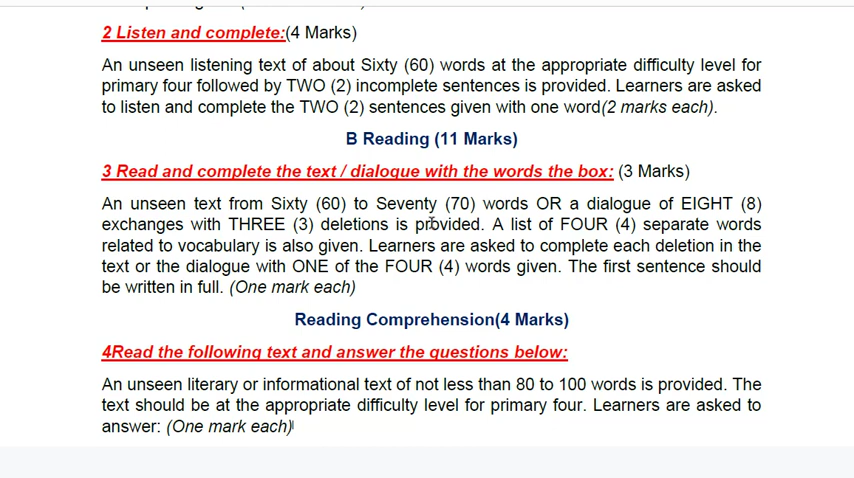 2 Listen and complete:(4 Marks)
An unseen listening text of about Sixty (60) words at the appropriate difficulty level for
primary four followed by TWO (2) incomplete sentences is provided. Learners are asked
to listen and complete the TWO (2) sentences given with one word(2 marks each).
B Reading (11 Marks)
3 Read and complete the text / dialogue with the words the box: (3 Marks)
An unseen text from Sixty (60) to Seventy (70) words OR a dialogue of EIGHT (8)
exchanges with THREE (3) deletions is provided. A list of FOUR (4) separate words
related to vocabulary is also given. Learners are asked to complete each deletion in the
text or the dialogue with ONE of the FOUR (4) words given. The first sentence should
be written in full. (One mark each)
Reading Comprehension(4 Marks)
4Read the following text and answer the questions below:
An unseen literary or informational text of not less than 80 to 100 words is provided. The
text should be at the appropriate difficulty level for primary four. Learners are asked to
answer: (One mark each)